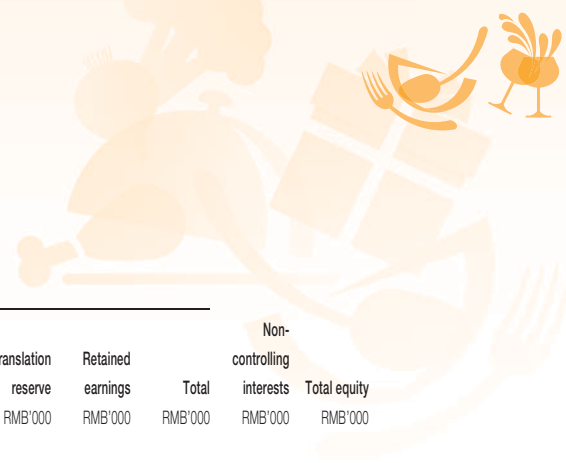 Non-
ranslation Retained controlling
reserve earnings Total interests Total equity
RMB'000 RMB'000 RMB'000 RMB'000 RMB'000